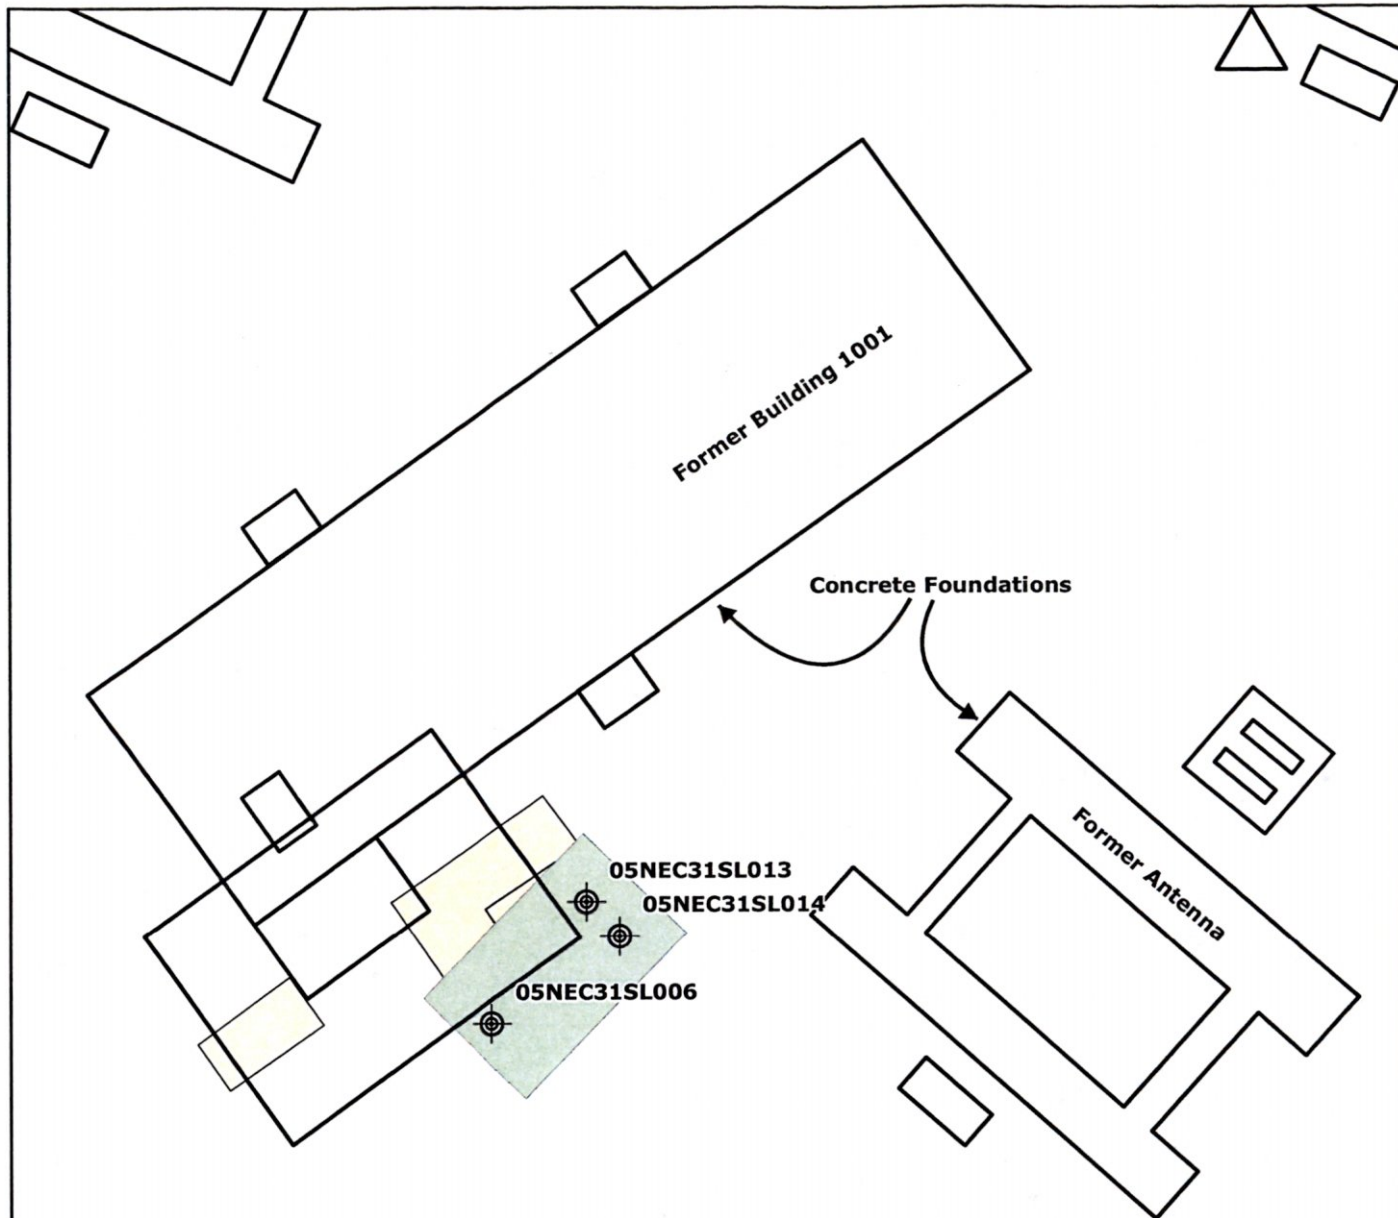 Former Building 1001
Concrete Foundations
Former Antenna
05NEC31SL013
05NEC31SL014
05NEC31SL006